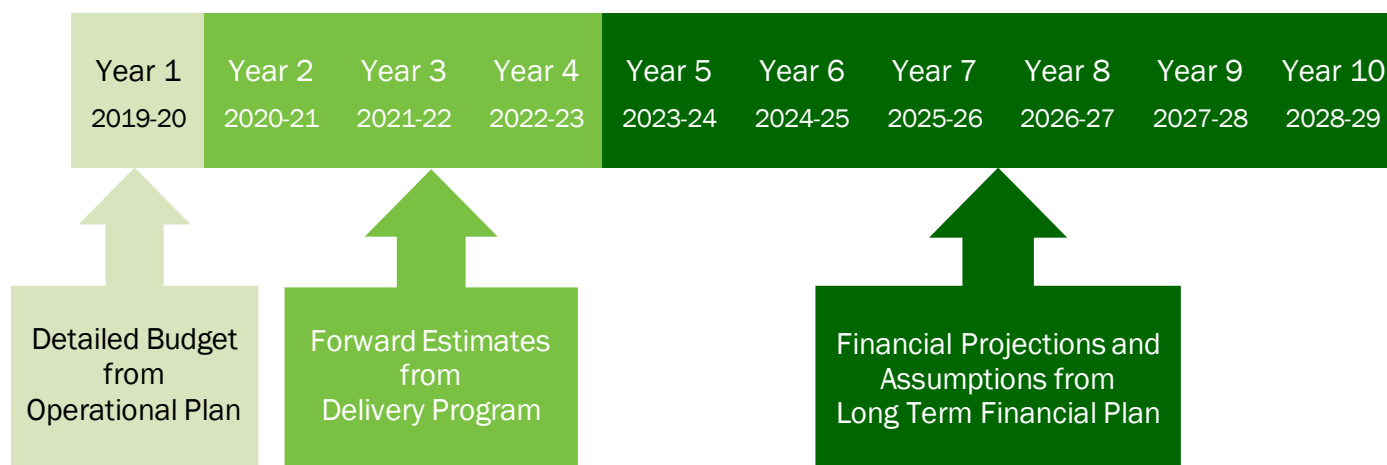 Year 1 Year 2 Year 3 Year 4 Year 5 Year 6 Year 7 Year 8 Year 9 Year 10
2019-20 2020-21 2021-22 2022-23 2023-24 2024-25 2025-26 2026-27 2027-28 2028-29
Detailed Budget
from
Operational Plan
Forward Estimates
from
Delivery Program
Financial Projections and
Assumptions from
Long Term Financial Plan